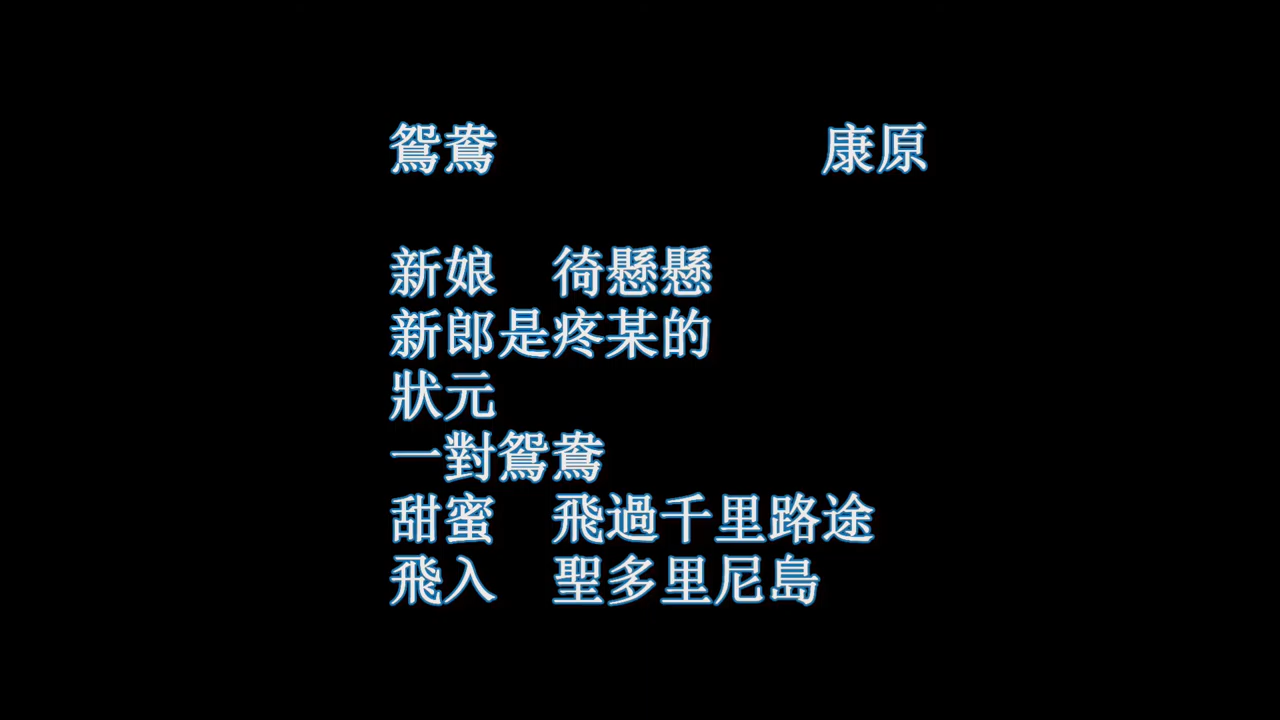 鴛鴦　　　　　　康原
新娘　徛懸懸
新郎是疼某的
狀元
一對鴛鴦
甜蜜　飛過千里路途
飛入　聖多里尼島